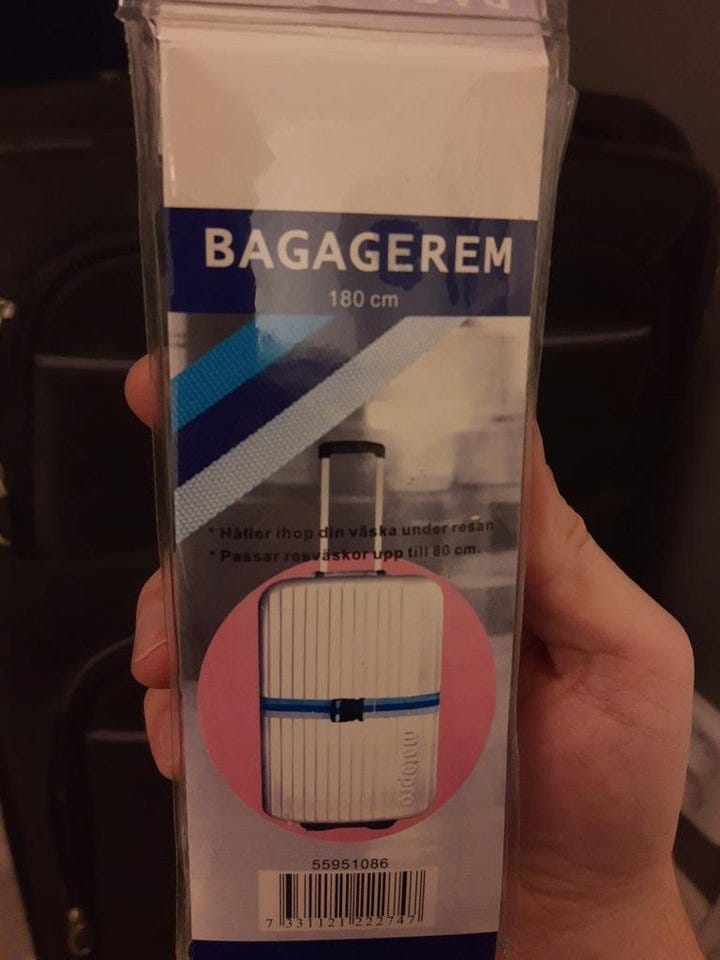 BAGAGEREM
180 cm
* Håller ihop din väska under resan
* Passar resväskor upp till 80 cm.
matepro
55951086
7 331121 222747